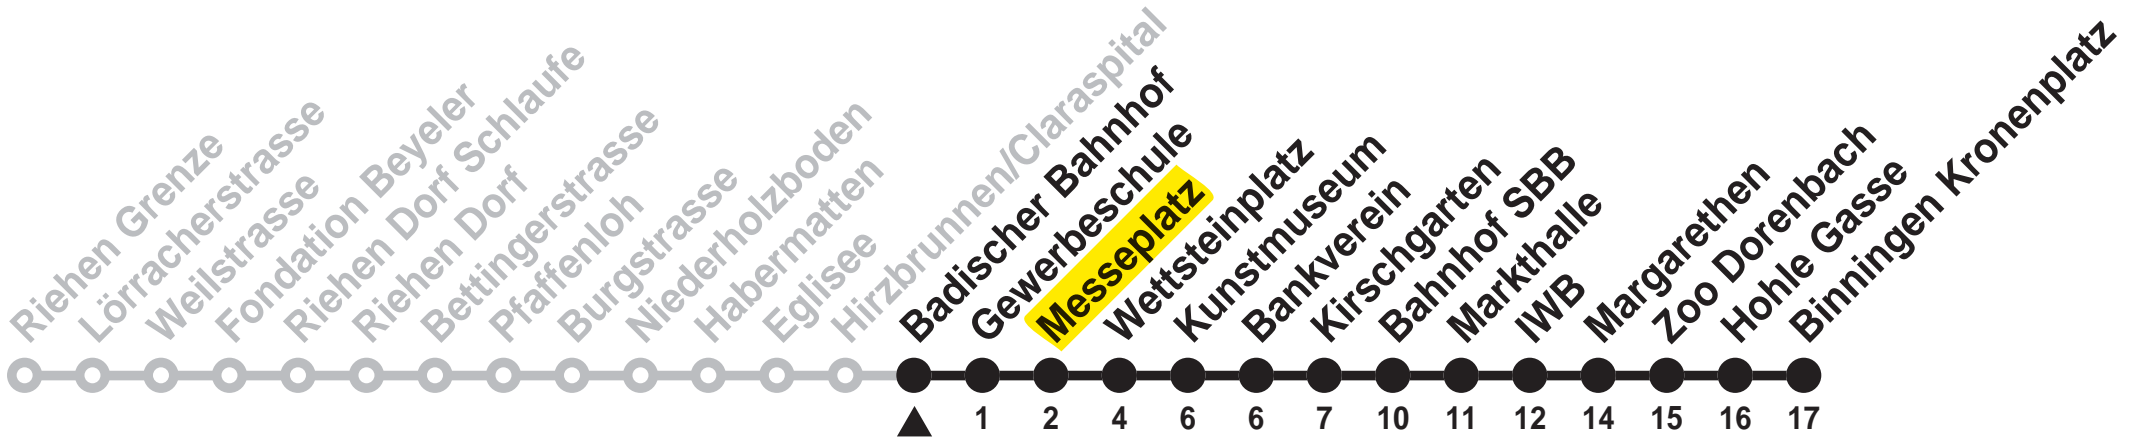 Riehen Grenze
Lörracherstrasse
Weilstrasse
Fondation Beyeler
Riehen Dorf Schlaufe
Riehen Dorf
Bettingerstrasse
Pfaffenloh
Burgstrasse
Niederholzboden
Habermatten
Eglisee
Hirzbrunnen/Claraspital
Badischer Bahnhof
Gewerbeschule
Messeplatz
Wettsteinplatz
Kunstmuseum
Bankverein
Kirschgarten
Bahnhof SBB
Markthalle
IWB
Margarethen
Zoo Dorenbach
Hohle Gasse
Binningen Kronenplatz
1 2 4 6 6 7 10 11 12 14 15 16 17